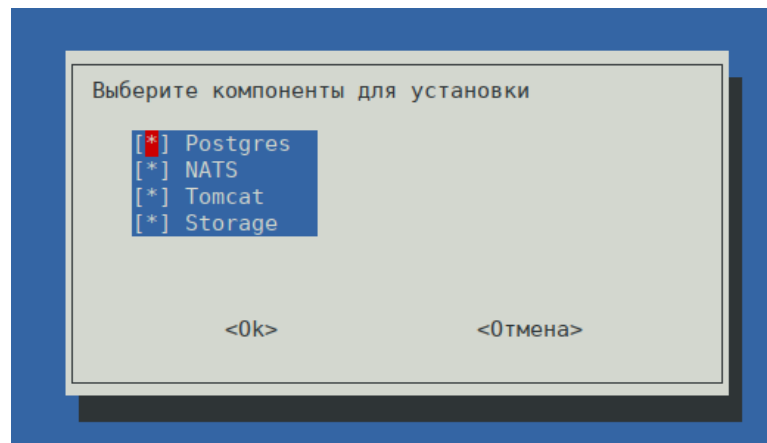 Выберите компоненты для установки
[*] Postgres
[*] NATS
[*] Tomcat
[*] Storage
<Ok> <Отмена>